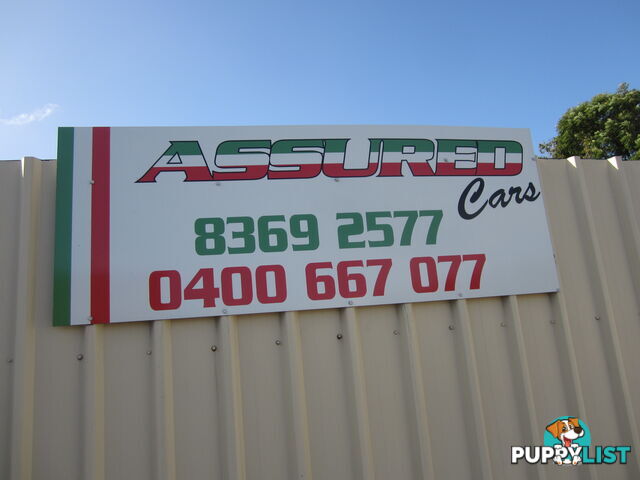 ASSURED
Cars
8369 2577
0400 667 077
PUPPYLIST